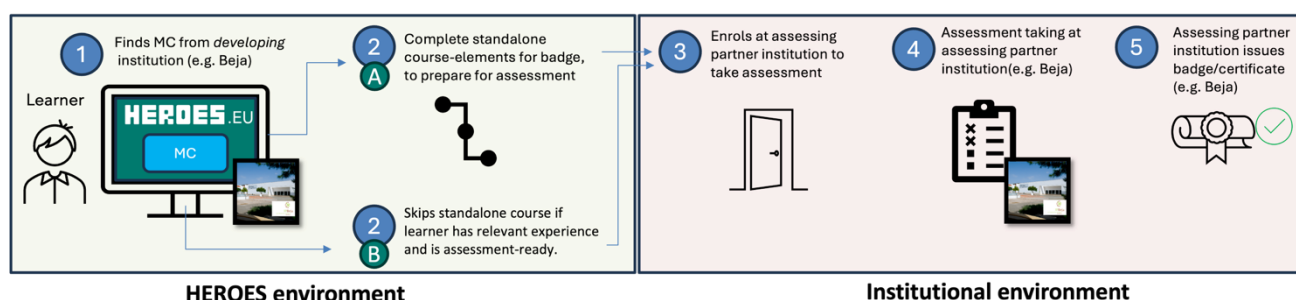 1
Finds MC from developing
institution (e.g. Beja)
Learner
HEROES.EU
MC
2
A
Complete standalone
course-elements for badge,
to prepare for assessment
2
B
Skips standalone course if
learner has relevant experience
and is assessment-ready.
3
Enrols at assessing
partner institution to
take assessment
4
Assessment taking at
assessing partner
institution(e.g. Beja)
5
Assessing partner
institution issues
badge/certificate
(e.g. Beja)
HEROES environment
Institutional environment